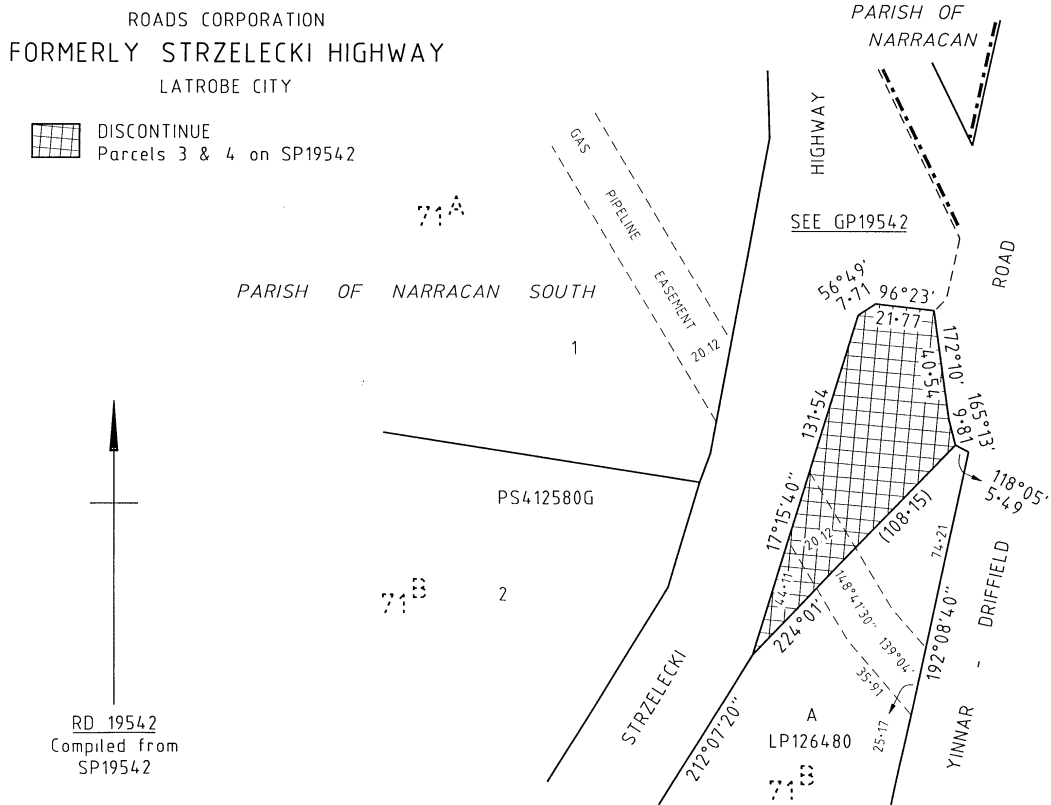 ROADS CORPORATION
FORMERLY STRZELECKI HIGHWAY
LATROBE CITY
DISCONTINUE
Parcels 3 & 4 on SP19542
PARISH OF
NARRACAN
HIGHWAY
GAS
PIPELINE
EASEMENT
20·12
71A
SEE GP19542
ROAD
PARISH OF NARRACAN SOUTH
1
56°49'
7·71
96°23'
21·77
172°10'
40·54
165°13'
9·81
118°05'
5·49
131·54
17°15'40"
(108·15)
224°01'
20·12
44·11
148°41'30"
139°04'
35·91
74·21
192°08'40"
25·17
PS412580G
71B
2
STRZELECKI
212°07'20"
A
LP126480
71B
YINNAR - DRIFFIELD
RD 19542
Compiled from
SP19542